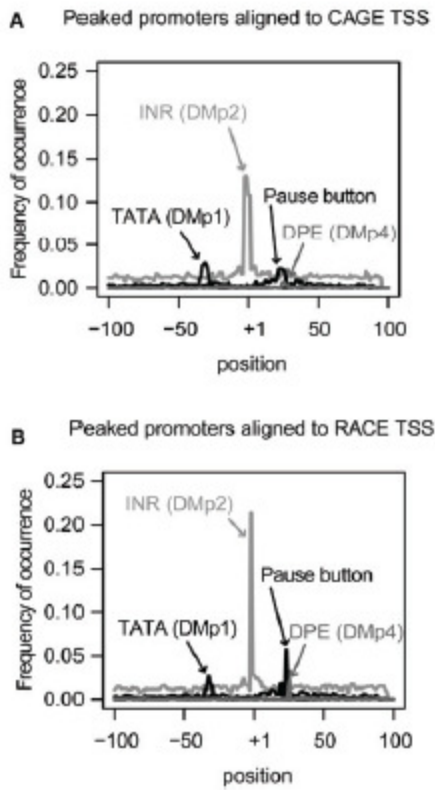 A Peaked promoters aligned to CAGE TSS
Frequency of occurrence
0.25
0.20
0.15
0.10
0.05
0.00
INR (DMp2)
TATA (DMp1)
Pause button
DPE (DMp4)
−100 −50 +1 50 100
position
B Peaked promoters aligned to RACE TSS
Frequency of occurrence
0.25
0.20
0.15
0.10
0.05
0.00
INR (DMp2)
Pause button
TATA (DMp1)
DPE (DMp4)
−100 −50 +1 50 100
position